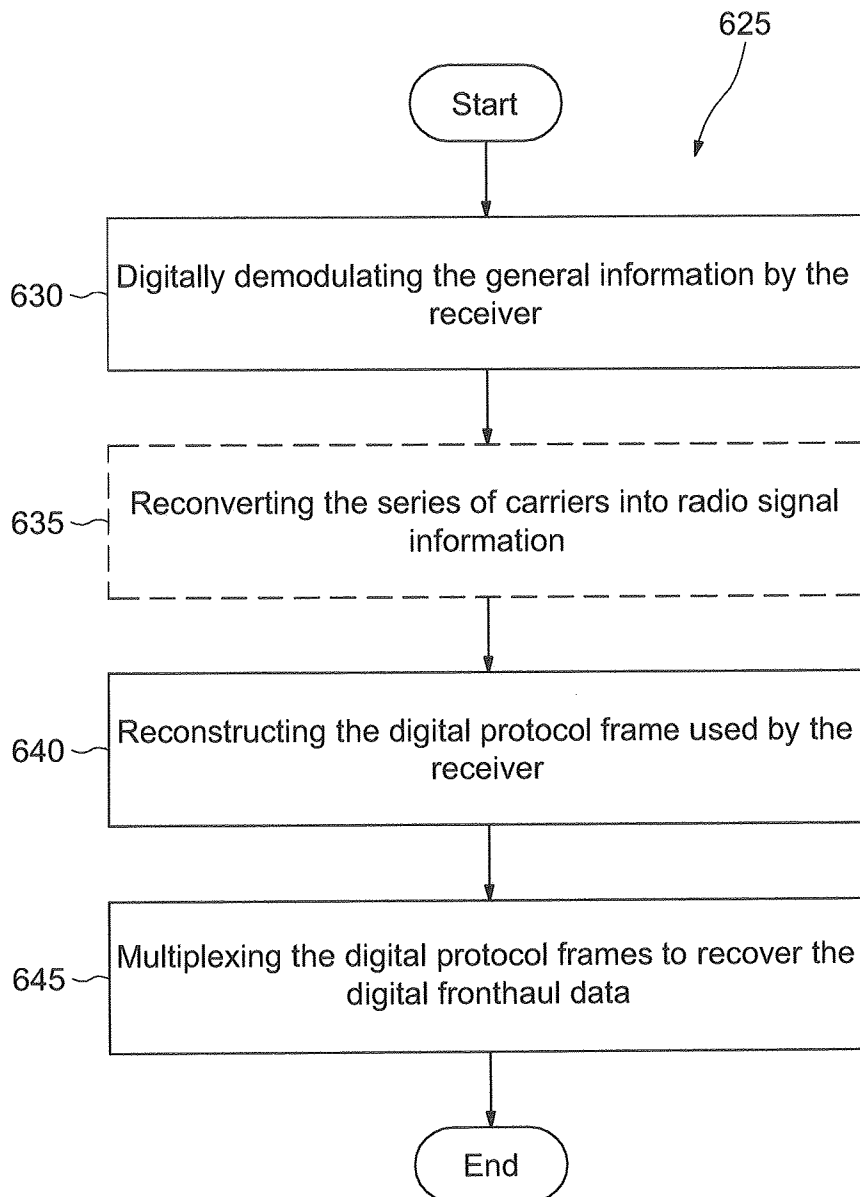 625
Start
630
Digitally demodulating the general information by the
receiver
635
Reconverting the series of carriers into radio signal
information
640
Reconstructing the digital protocol frame used by the
receiver
645
Multiplexing the digital protocol frames to recover the
digital fronthaul data
End